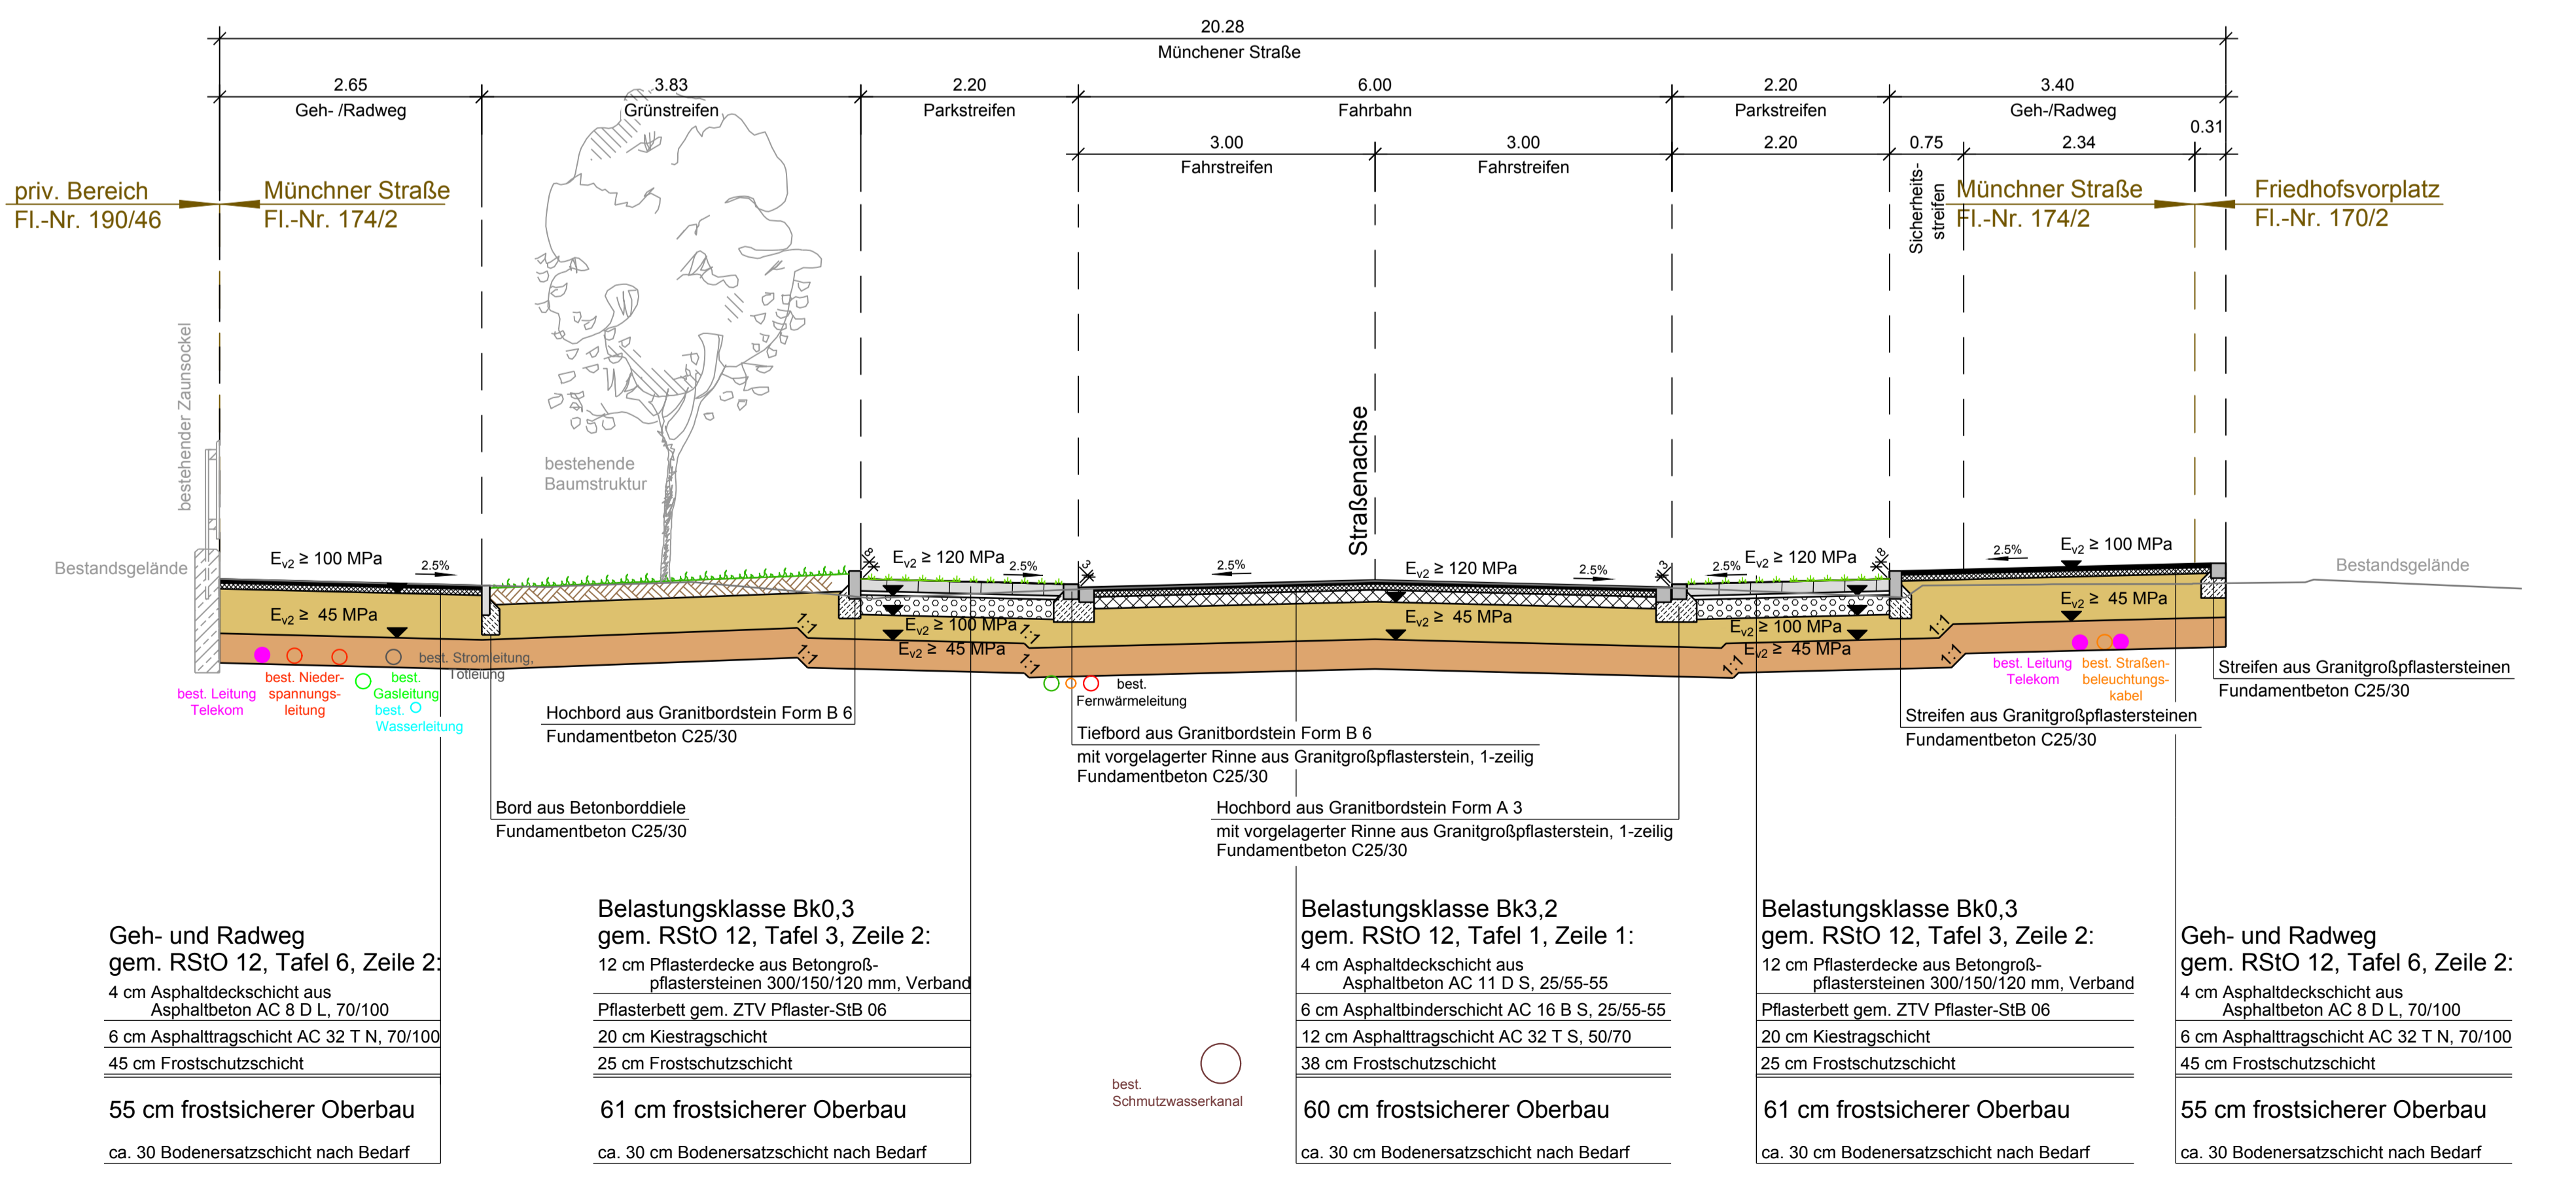 20.28
Münchener Straße
2.65
3.83
2.20
6.00
2.20
3.40
Geh- /Radweg
Grünstreifen
Parkstreifen
Fahrbahn
Parkstreifen
Geh-/Radweg
3.00
3.00
2.20
0.75
2.34
0.31
Fahrstreifen
Fahrstreifen
Sicherheits-
streifen
priv. Bereich
Fl.-Nr. 190/46
Münchner Straße
Fl.-Nr. 174/2
Münchner Straße
Fl.-Nr. 174/2
Friedhofsvorplatz
Fl.-Nr. 170/2
bestehender Zaunsockel
bestehende
Baumstruktur
Straßenachse
Bestandsgelände
Ev2 ≥ 100 MPa
2.5%
8
Ev2 ≥ 120 MPa
2.5%
3
2.5%
Ev2 ≥ 120 MPa
2.5%
3
2.5%
Ev2 ≥ 120 MPa
8
2.5%
Ev2 ≥ 100 MPa
Bestandsgelände
Ev2 ≥ 45 MPa
1:1
1:1
Ev2 ≥ 100 MPa
Ev2 ≥ 45 MPa
1:1
1:1
Ev2 ≥ 45 MPa
Ev2 ≥ 100 MPa
Ev2 ≥ 45 MPa
1:1
1:1
1:1
Ev2 ≥ 45 MPa
best. Leitung
Telekom
best. Nieder-
spannungs-
leitung
best.
Gasleitung
best.
Wasserleitung
best. Stromleitung,
Totleiung
best.
Fernwärmeleitung
best. Leitung
Telekom
best. Straßen-
beleuchtungs-
kabel
Streifen aus Granitgroßpflastersteinen
Fundamentbeton C25/30
Hochbord aus Granitbordstein Form B 6
Fundamentbeton C25/30
Tiefbord aus Granitbordstein Form B 6
mit vorgelagerter Rinne aus Granitgroßpflasterstein, 1-zeilig
Fundamentbeton C25/30
Streifen aus Granitgroßpflastersteinen
Fundamentbeton C25/30
Bord aus Betonborddiele
Fundamentbeton C25/30
Hochbord aus Granitbordstein Form A 3
mit vorgelagerter Rinne aus Granitgroßpflasterstein, 1-zeilig
Fundamentbeton C25/30
Geh- und Radweg
gem. RStO 12, Tafel 6, Zeile 2:
4 cm Asphaltdeckschicht aus
Asphaltbeton AC 8 D L, 70/100
6 cm Asphalttragschicht AC 32 T N, 70/100
45 cm Frostschutzschicht
55 cm frostsicherer Oberbau
ca. 30 Bodenersatzschicht nach Bedarf
Belastungsklasse Bk0,3
gem. RStO 12, Tafel 3, Zeile 2:
12 cm Pflasterdecke aus Betongroß-
pflastersteinen 300/150/120 mm, Verband
Pflasterbett gem. ZTV Pflaster-StB 06
20 cm Kiestragschicht
25 cm Frostschutzschicht
61 cm frostsicherer Oberbau
ca. 30 cm Bodenersatzschicht nach Bedarf
best.
Schmutzwasserkanal
Belastungsklasse Bk3,2
gem. RStO 12, Tafel 1, Zeile 1:
4 cm Asphaltdeckschicht aus
Asphaltbeton AC 11 D S, 25/55-55
6 cm Asphaltbinderschicht AC 16 B S, 25/55-55
12 cm Asphalttragschicht AC 32 T S, 50/70
38 cm Frostschutzschicht
60 cm frostsicherer Oberbau
ca. 30 cm Bodenersatzschicht nach Bedarf
Belastungsklasse Bk0,3
gem. RStO 12, Tafel 3, Zeile 2:
12 cm Pflasterdecke aus Betongroß-
pflastersteinen 300/150/120 mm, Verband
Pflasterbett gem. ZTV Pflaster-StB 06
20 cm Kiestragschicht
25 cm Frostschutzschicht
61 cm frostsicherer Oberbau
ca. 30 cm Bodenersatzschicht nach Bedarf
Geh- und Radweg
gem. RStO 12, Tafel 6, Zeile 2:
4 cm Asphaltdeckschicht aus
Asphaltbeton AC 8 D L, 70/100
6 cm Asphalttragschicht AC 32 T N, 70/100
45 cm Frostschutzschicht
55 cm frostsicherer Oberbau
ca. 30 Bodenersatzschicht nach Bedarf